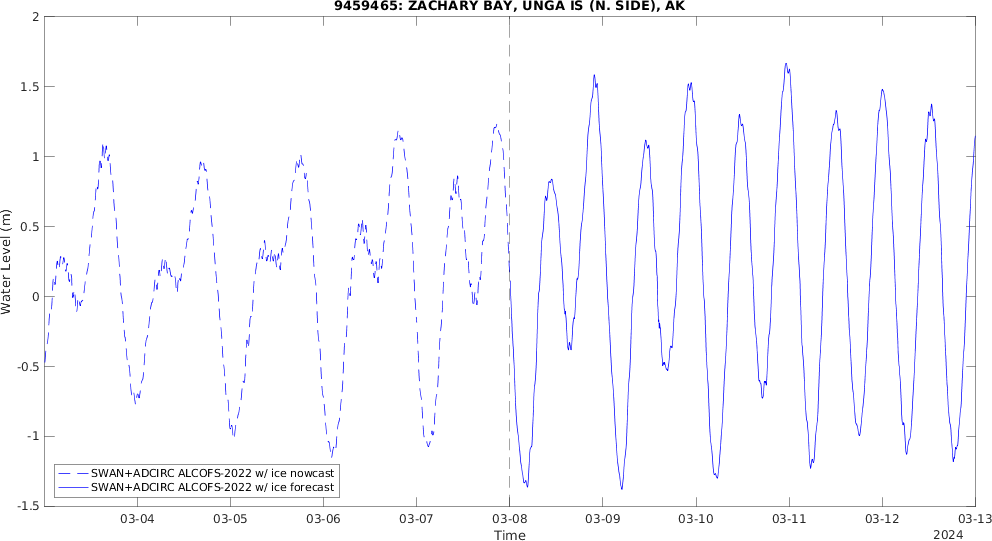 9459465: ZACHARY BAY, UNGA IS (N. SIDE), AK
2
1.5
1
0.5
0
-0.5
-1
-1.5
Water Level (m)
SWAN+ADCIRC ALCOFS-2022 w/ ice nowcast
SWAN+ADCIRC ALCOFS-2022 w/ ice forecast
03-04 03-05 03-06 03-07 03-08 03-09 03-10 03-11 03-12 03-13
Time
2024